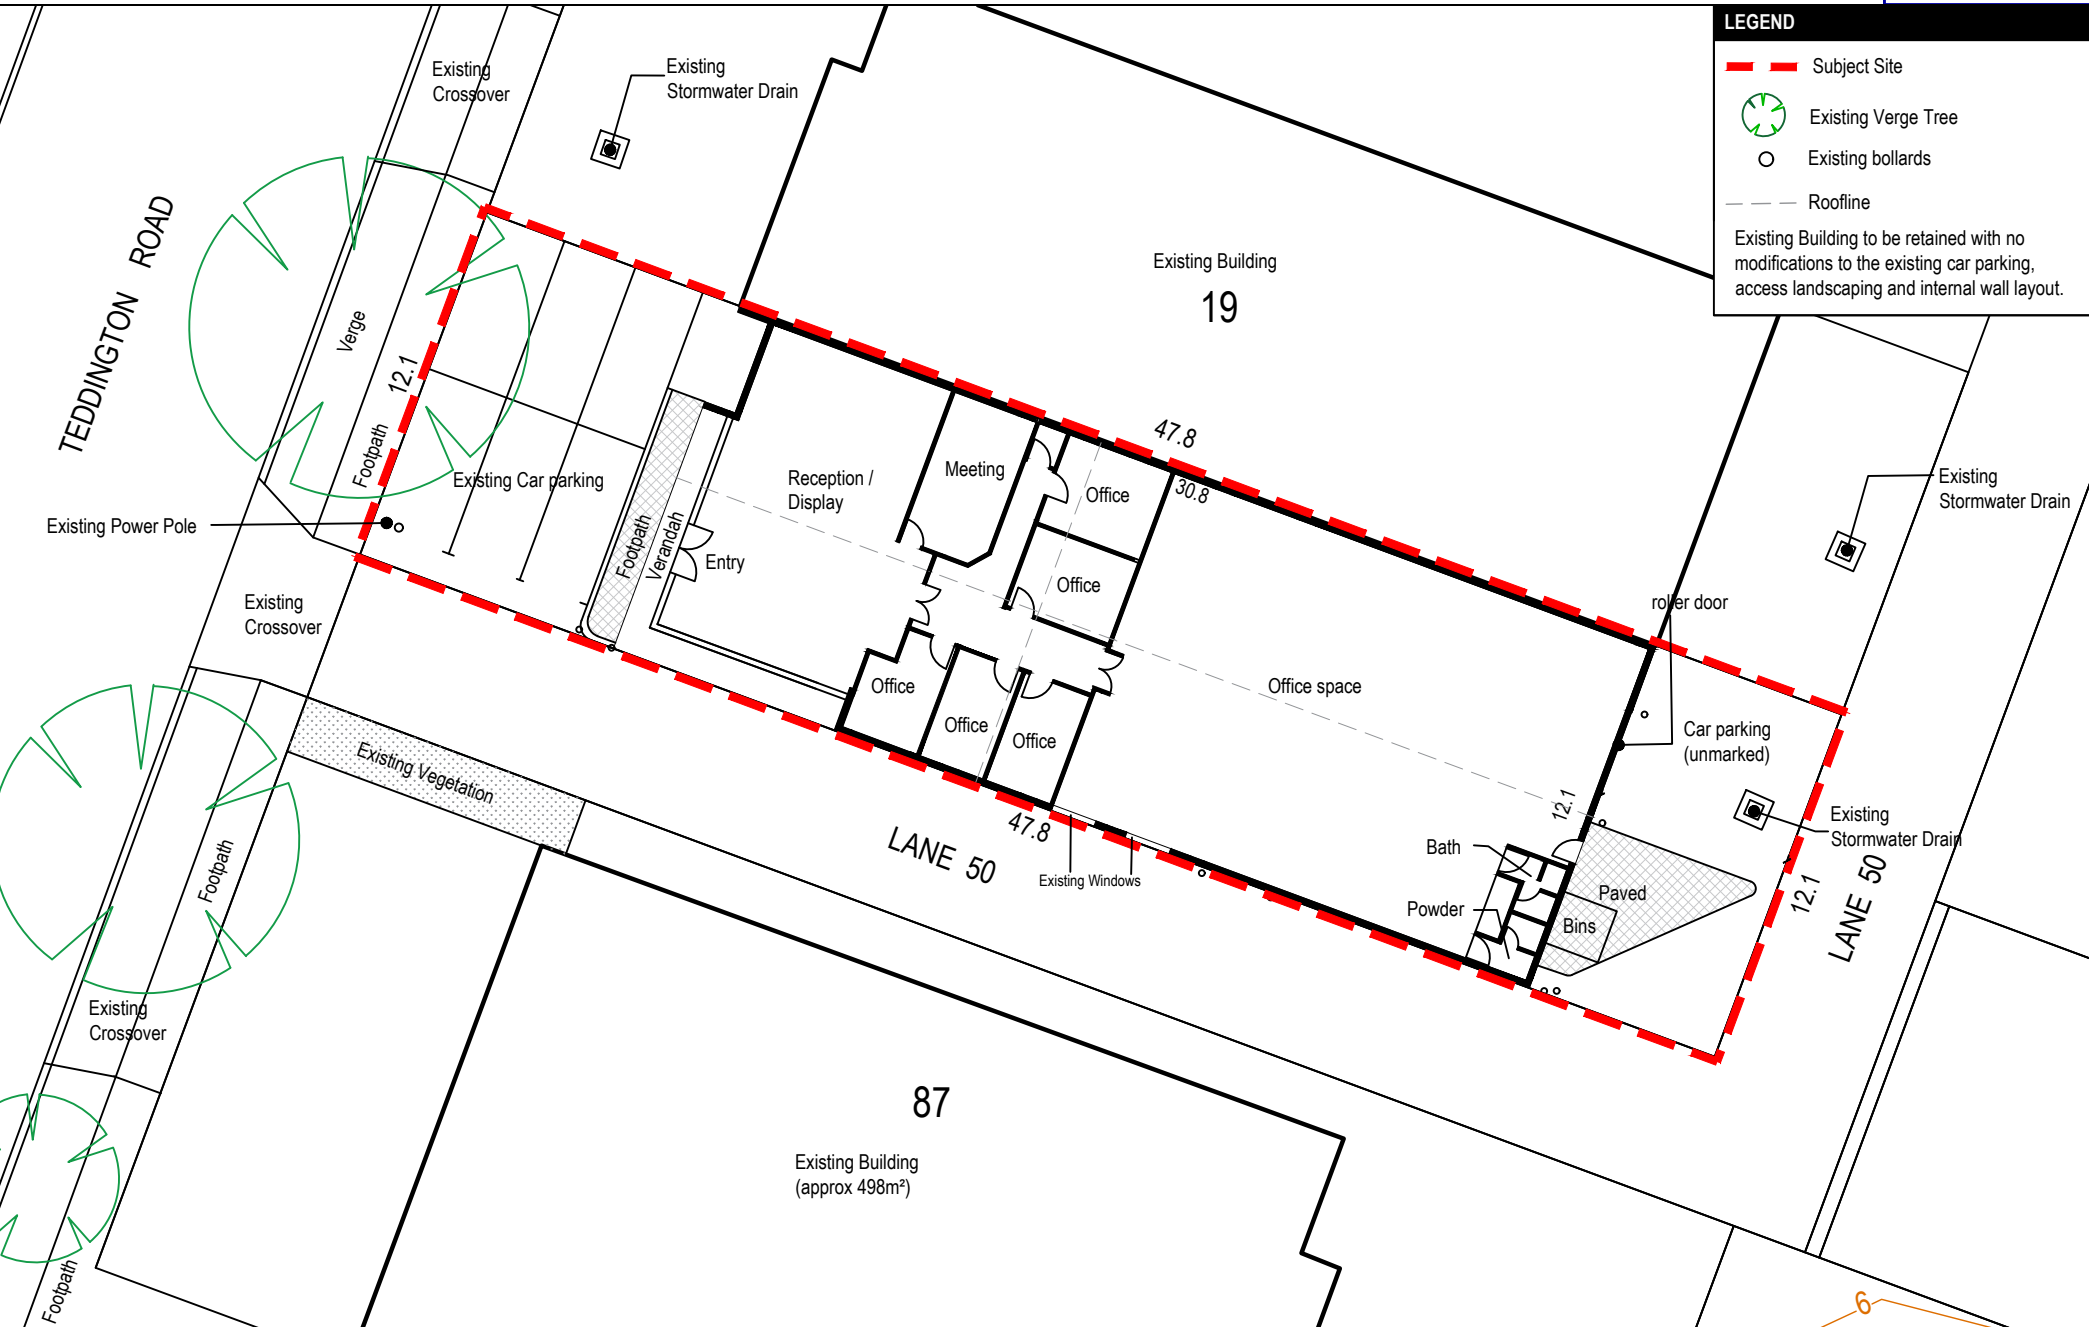 LEGEND
Subject Site
Existing Verge Tree
Existing bollards
Roofline
Existing Building to be retained with no
modifications to the existing car parking,
access landscaping and internal wall layout.
Existing
Crossover
Existing
Stormwater Drain
TEDDINGTON ROAD
Verge
12.1
Footpath
Existing Building
19
47.8
30.8
Existing Car parking
Existing Power Pole
Footpath
Verandah
Entry
Reception /
Display
Meeting
Office
Office
Office
Office
Office
Office space
Existing
Stormwater Drain
roller door
Car parking
(unmarked)
Existing
Stormwater Drain
12.1
12.1
LANE 50
Bath
Powder
Paved
Bins
Existing
Crossover
Existing Vegetation
LANE 50
47.8
Existing Windows
Footpath
Existing
Crossover
87
Existing Building
(approx 498m²)
Footpath
6